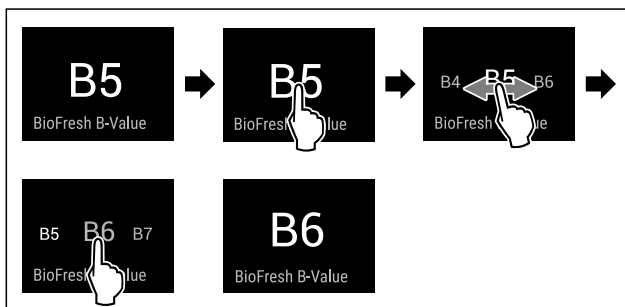 B5
BioFresh B-Value
B5
BioFresh lue
B4 B5 B6
BioFresh lue
B5 B6 B7
BioFresh lue
B6
BioFresh B-Value